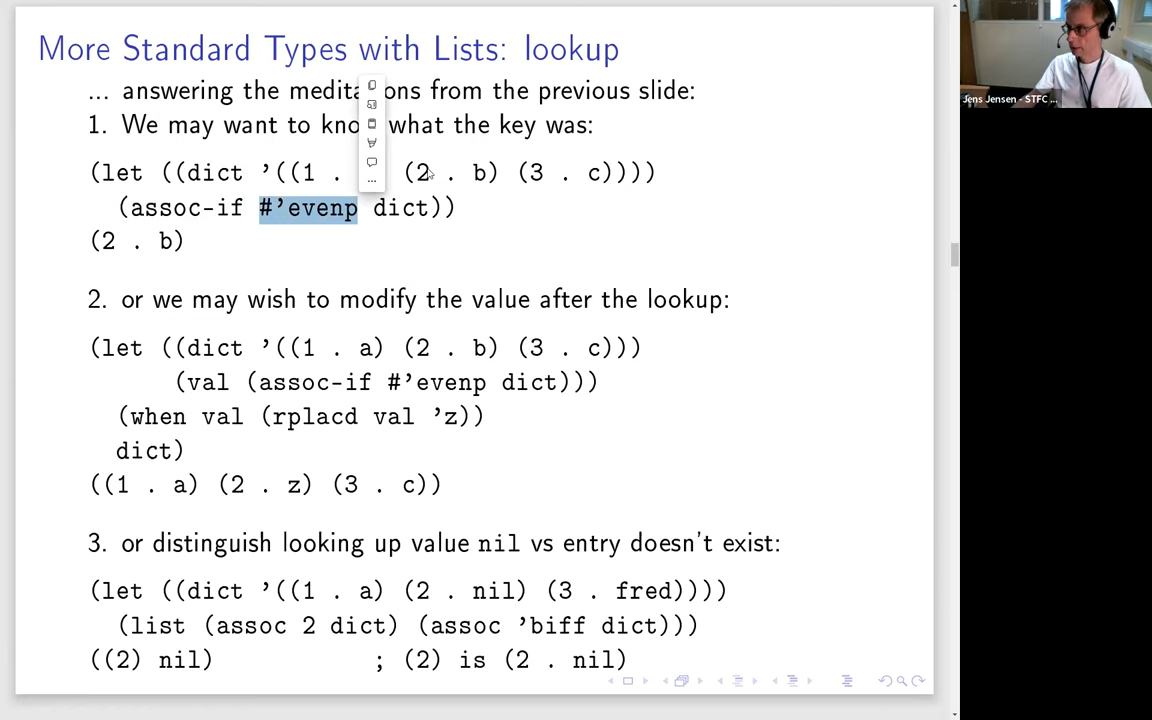 More Standard Types with Lists: lookup
... answering the medita ons from the previous slide:
1. We may want to kno what the key was:
(let ((dict '((1 . (2 . b) (3 . c))))
(assoc-if #'evenp dict))
(2 . b)
2. or we may wish to modify the value after the lookup:
(let ((dict '((1 . a) (2 . b) (3 . c)))
(val (assoc-if #'evenp dict)))
(when val (rplacd val 'z))
dict)
((1 . a) (2 . z) (3 . c))
3. or distinguish looking up value nil vs entry doesn't exist:
(let ((dict '((1 . a) (2 . nil) (3 . fred))))
(list (assoc 2 dict) (assoc 'biff dict)))
((2) nil) ; (2) is (2 . nil)
Jens Jensen - STFC ...